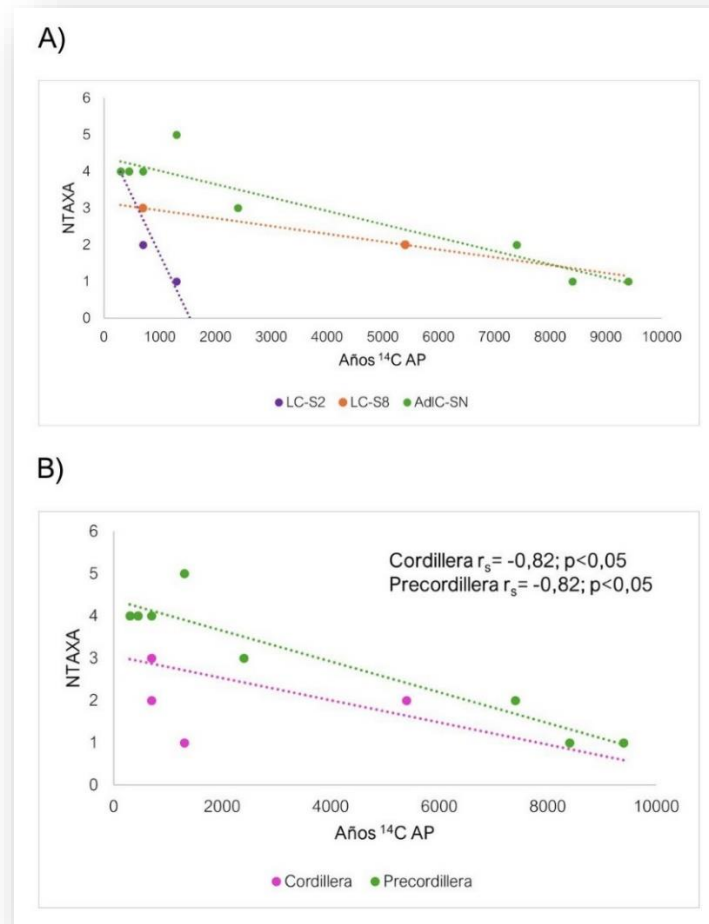 A)
6
5
4
3
2
1
0
NTAXA
0 1000 2000 3000 4000 5000 6000 7000 8000 9000 10000
Años ¹⁴C AP
LC-S2 LC-S8 AdIC-SN
B)
Cordillera rₛ= -0,82; p<0,05
Precordillera rₛ= -0,82; p<0,05
6
5
4
3
2
1
0
NTAXA
0 2000 4000 6000 8000 10000
Años ¹⁴C AP
Cordillera Precordillera